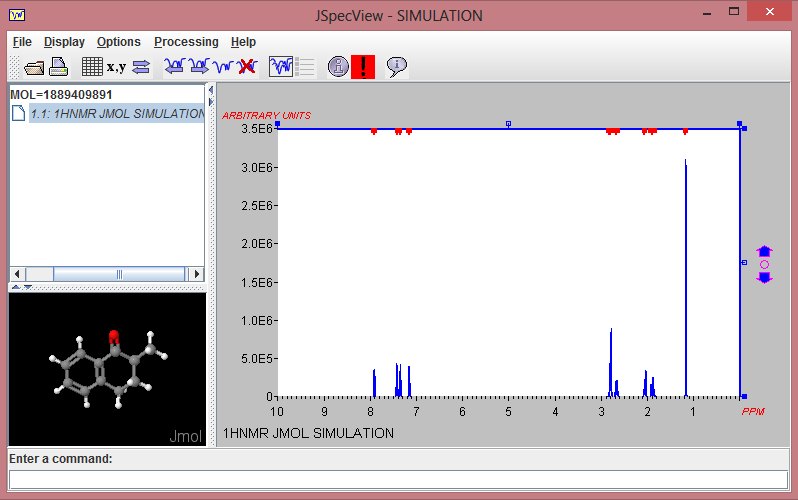 JSpecView - SIMULATION
File Display Options Processing Help
x,y
MOL=1889409891
1.1: 1HNMR JMOL SIMULATION
ARBITRARY UNITS
3.5E6
3.0E6
2.5E6
2.0E6
1.5E6
1.0E6
5.0E5
0
10 9 8 7 6 5 4 3 2 1 PPM
1HNMR JMOL SIMULATION
Jmol
Enter a command: